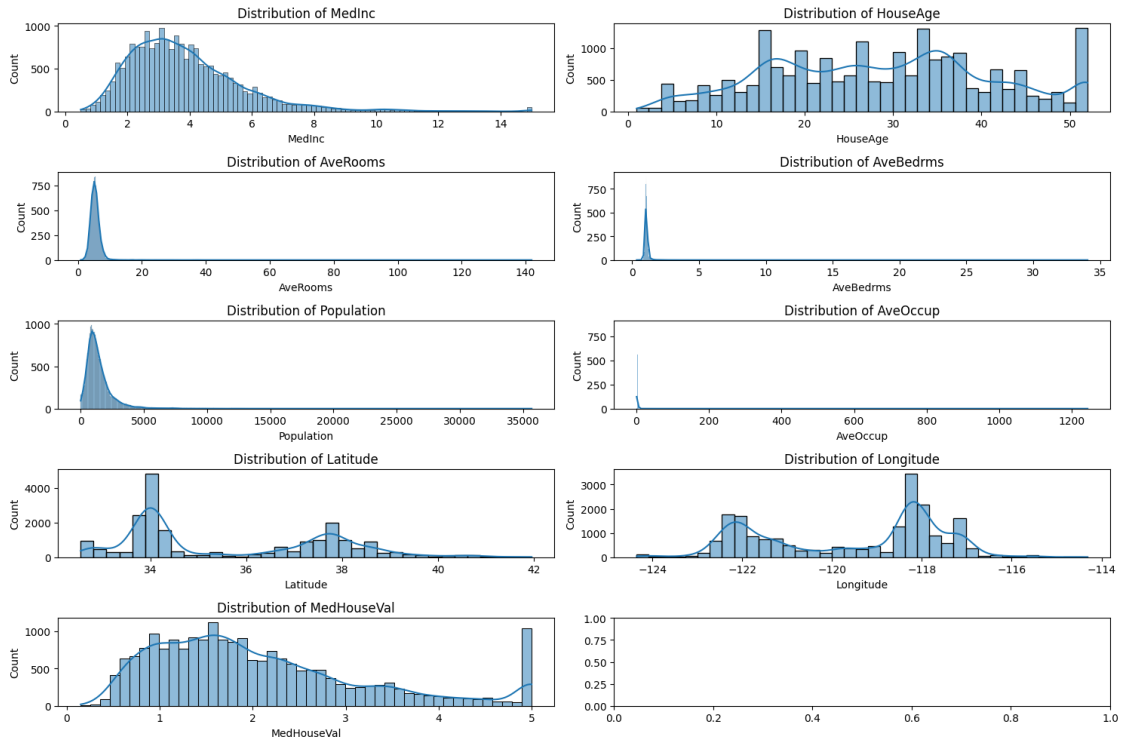 Distribution of MedInc
1000
500
0
Count
0 2 4 6 8 10 12 14
MedInc
Distribution of HouseAge
1000
500
0
Count
0 10 20 30 40 50
HouseAge
Distribution of AveRooms
750
500
250
0
Count
0 20 40 60 80 100 120 140
AveRooms
Distribution of AveBedrms
750
500
250
0
Count
0 5 10 15 20 25 30 35
AveBedrms
Distribution of Population
1000
500
0
Count
0 5000 10000 15000 20000 25000 30000 35000
Population
Distribution of AveOccup
750
500
250
0
Count
0 200 400 600 800 1000 1200
AveOccup
Distribution of Latitude
4000
2000
0
Count
34 36 38 40 42
Latitude
Distribution of Longitude
3000
2000
1000
0
Count
−124 −122 −120 −118 −116 −114
Longitude
Distribution of MedHouseVal
1000
500
0
Count
0 1 2 3 4 5
MedHouseVal
1.00
0.75
0.50
0.25
0.00
0.0 0.2 0.4 0.6 0.8 1.0